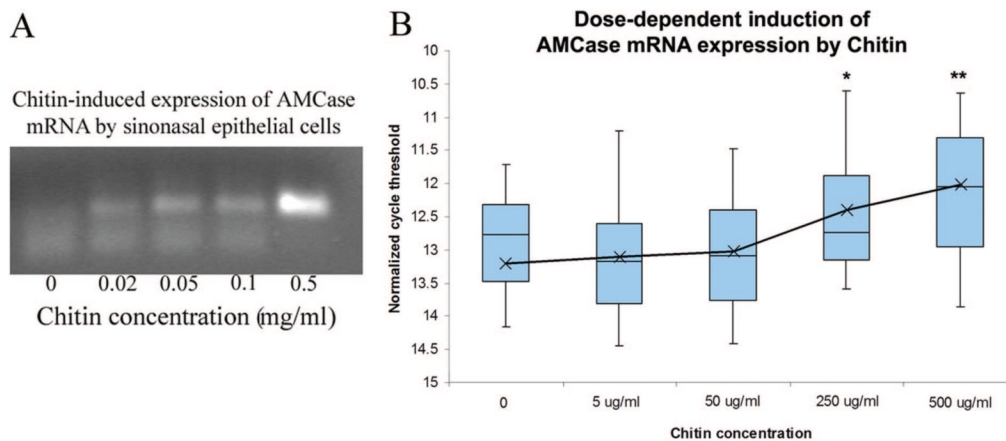 A
Chitin-induced expression of AMCase
mRNA by sinonasal epithelial cells
0 0.02 0.05 0.1 0.5
Chitin concentration (mg/ml)
B
Dose-dependent induction of
AMCase mRNA expression by Chitin
Normalized cycle threshold
10
10.5
11
11.5
12
12.5
13
13.5
14
14.5
15
* **
0 5 ug/ml 50 ug/ml 250 ug/ml 500 ug/ml
Chitin concentration